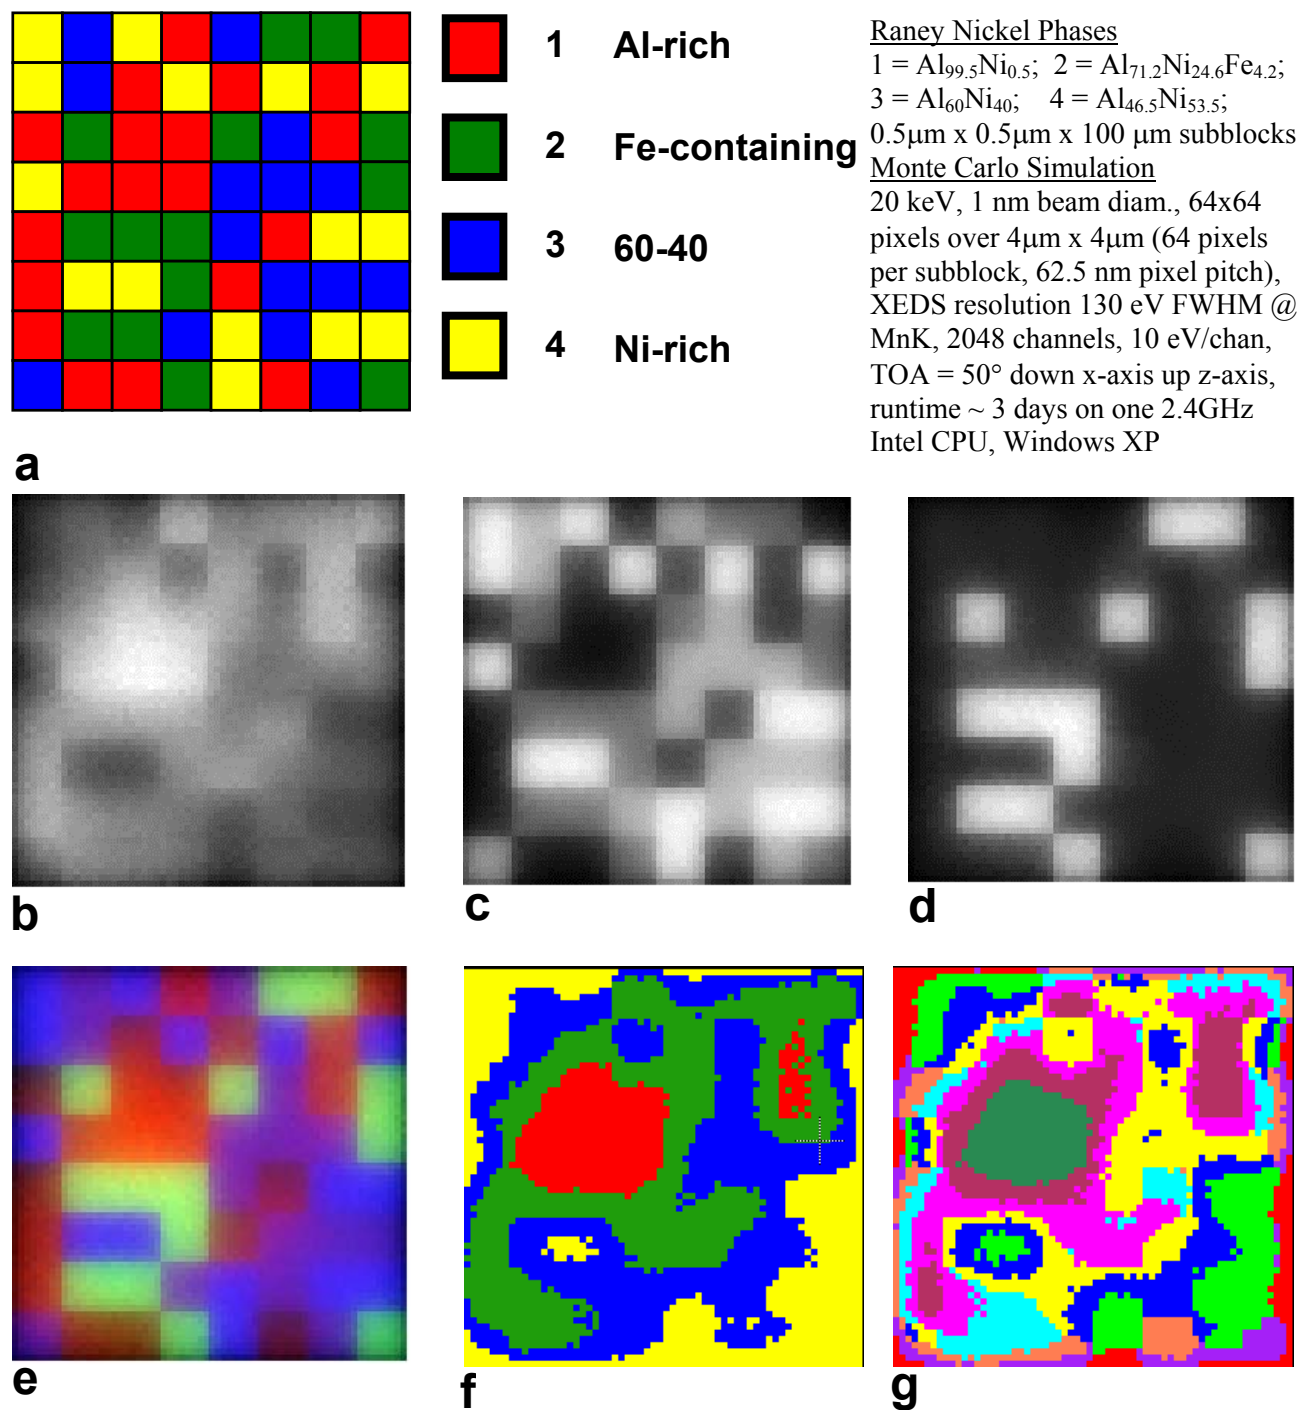 1 Al-rich
2 Fe-containing
3 60-40
4 Ni-rich
Raney Nickel Phases
1 = Al99.5Ni0.5; 2 = Al71.2Ni24.6Fe4.2;
3 = Al60Ni40; 4 = Al46.5Ni53.5;
0.5µm x 0.5µm x 100 µm subblocks
Monte Carlo Simulation
20 keV, 1 nm beam diam., 64x64
pixels over 4µm x 4µm (64 pixels
per subblock, 62.5 nm pixel pitch),
XEDS resolution 130 eV FWHM @
MnK, 2048 channels, 10 eV/chan,
TOA = 50° down x-axis up z-axis,
runtime ~ 3 days on one 2.4GHz
Intel CPU, Windows XP
a
b
c
d
e
f
g